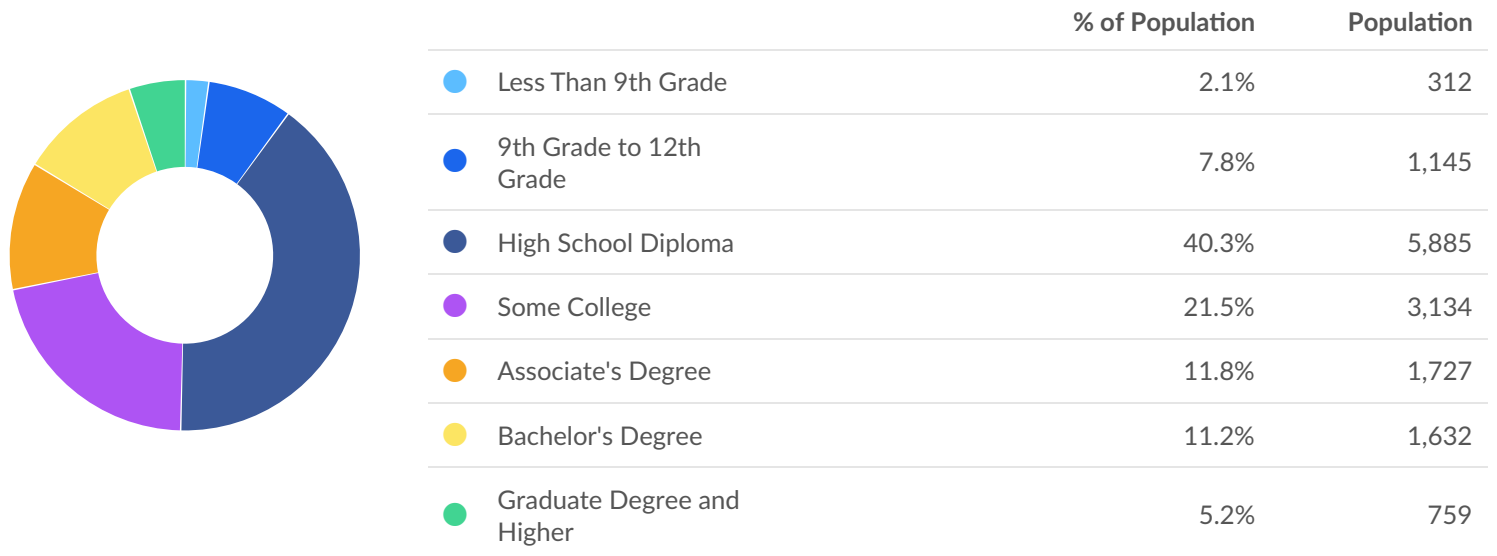 % of Population Population
Less Than 9th Grade 2.1% 312
9th Grade to 12th
Grade 7.8% 1,145
High School Diploma 40.3% 5,885
Some College 21.5% 3,134
Associate's Degree 11.8% 1,727
Bachelor's Degree 11.2% 1,632
Graduate Degree and
Higher 5.2% 759